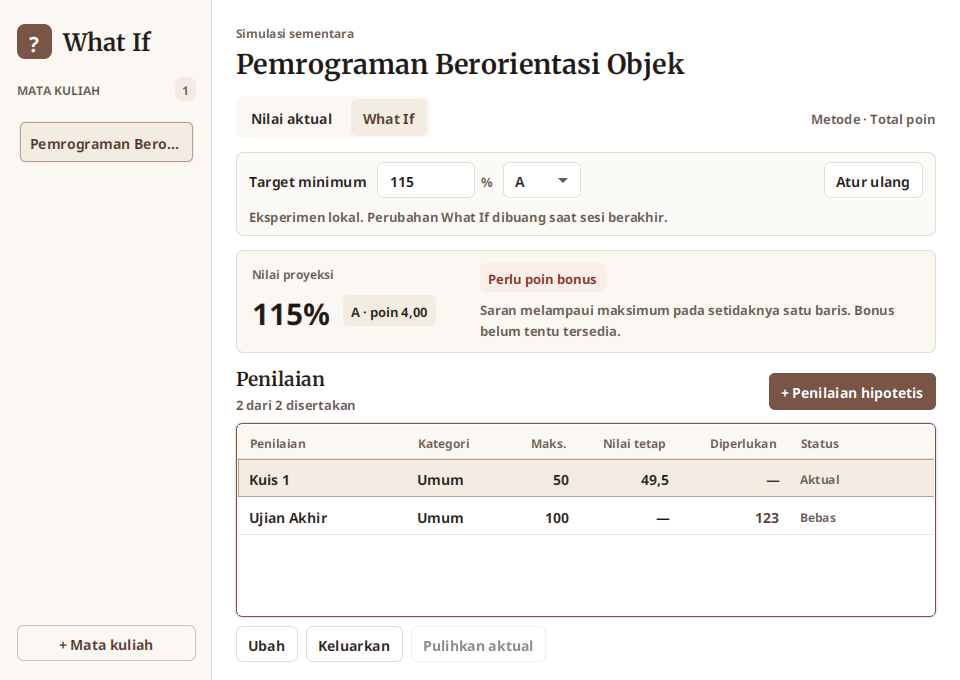 ? What If
MATA KULIAH 1
Pemrograman Bero...
+ Mata kuliah
Simulasi sementara
Pemrograman Berorientasi Objek
Nilai aktual What If Metode · Total poin
Target minimum 115 % A Atur ulang
Eksperimen lokal. Perubahan What If dibuang saat sesi berakhir.
Nilai proyeksi
115% A · poin 4,00
Perlu poin bonus
Saran melampaui maksimum pada setidaknya satu baris. Bonus
belum tentu tersedia.
Penilaian
2 dari 2 disertakan
+ Penilaian hipotetis
Penilaian Kategori Maks. Nilai tetap Diperlukan Status
Kuis 1 Umum 50 49,5 — Aktual
Ujian Akhir Umum 100 — 123 Bebas
Ubah Keluarkan Pulihkan aktual